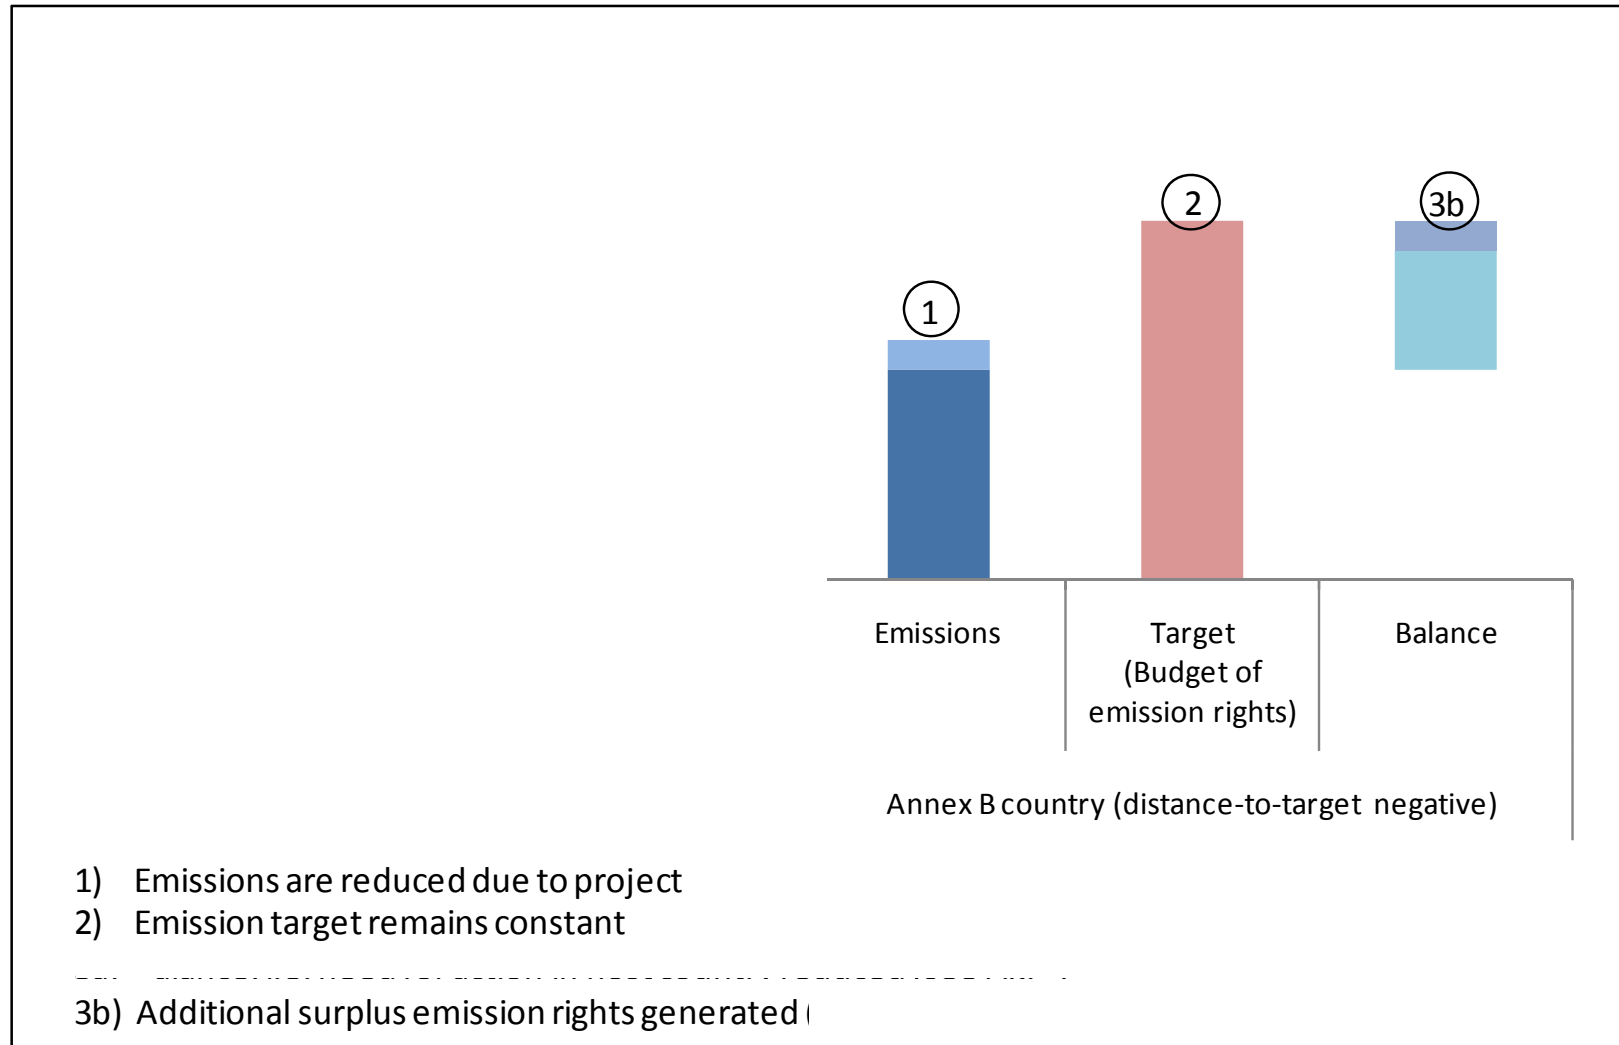 1
2
3b
Emissions
Target
(Budget of
emission rights)
Balance
Annex B country (distance-to-target negative)
1) Emissions are reduced due to project
2) Emission target remains constant
3b) Additional surplus emission rights generated (